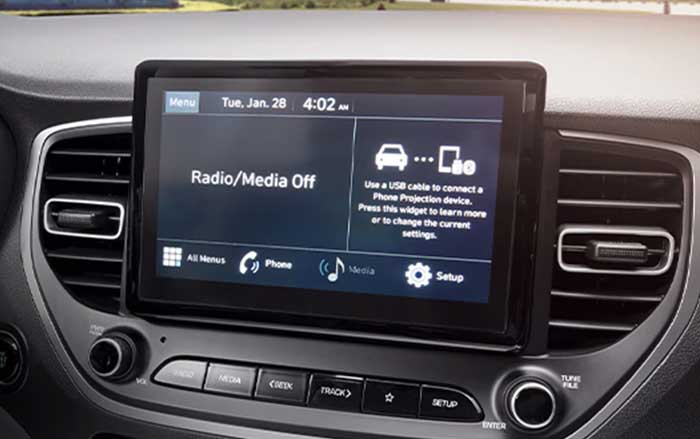 Menu Tue, Jan. 28 4:02 AM
Radio/Media Off
Use a USB cable to connect a
Phone Projection device.
Press this widget to learn more
or to change the current
settings.
All Menus Phone Media Setup
VOL RADIO MEDIA <SEEK TRACK> ☆ SETUP
TUNE
FILE
ENTER